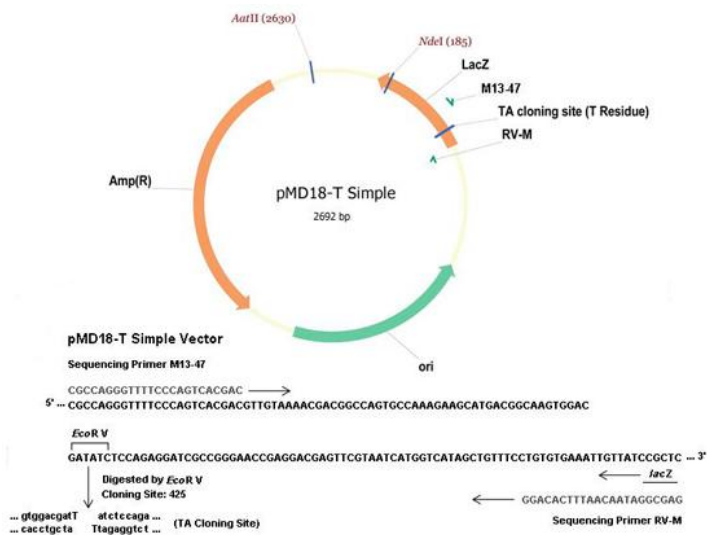 AatII (2630)
NdeI (185)
LacZ
M13-47
TA cloning site (T Residue)
RV-M
Amp(R)
pMD18-T Simple
2692 bp
ori
pMD18-T Simple Vector
Sequencing Primer M13-47
CGCCAGGGTTTTCCCAGTCACGAC
5' ... CGCCAGGGTTTTCCCAGTCACGACGTTGTAAAACGACGGCCAGTGCCAAAGAAGCATGACGGCAAGTGGAC
EcoR V
GATATCTCCAGAGGATCGCCGGGAACCGAGGACGAGTTCGTAATCATGGTCATAGCTGTTTCCTGTGTGAAATTGTTATCCGCTC ... 3'
Digested by EcoR V
Cloning Site: 425
lacZ
GGACACTTTAACAATAGGCGAG
... gtggacgatT atctccaga ...
(TA Cloning Site)
... cacctgcta Ttagaggtct ...
Sequencing Primer RV-M